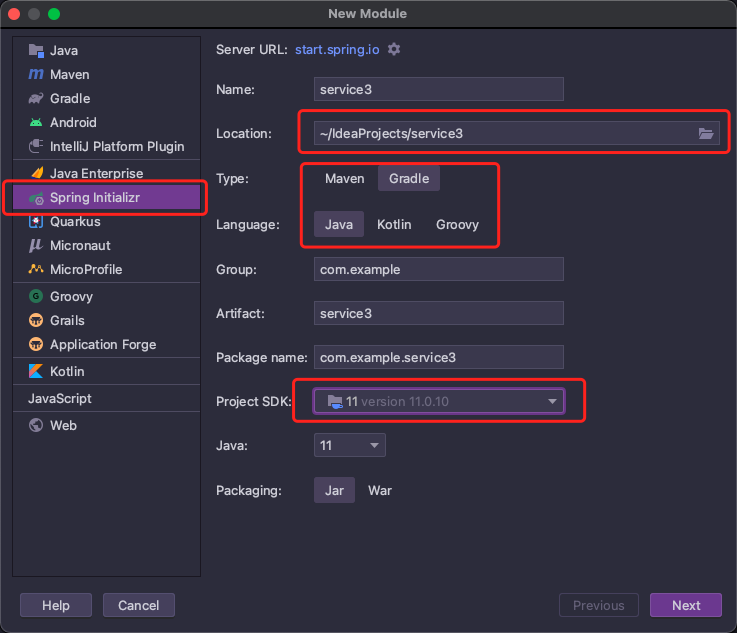 New Module
Java
Maven
Gradle
Android
IntelliJ Platform Plugin
Java Enterprise
Spring Initializr
Quarkus
Micronaut
MicroProfile
Groovy
Grails
Application Forge
Kotlin
JavaScript
Web
Server URL: start.spring.io
Name: service3
Location: ~/IdeaProjects/service3
Type: Maven Gradle
Language: Java Kotlin Groovy
Group: com.example
Artifact: service3
Package name: com.example.service3
Project SDK: 11 version 11.0.10
Java: 11
Packaging: Jar War
Help Cancel Previous Next